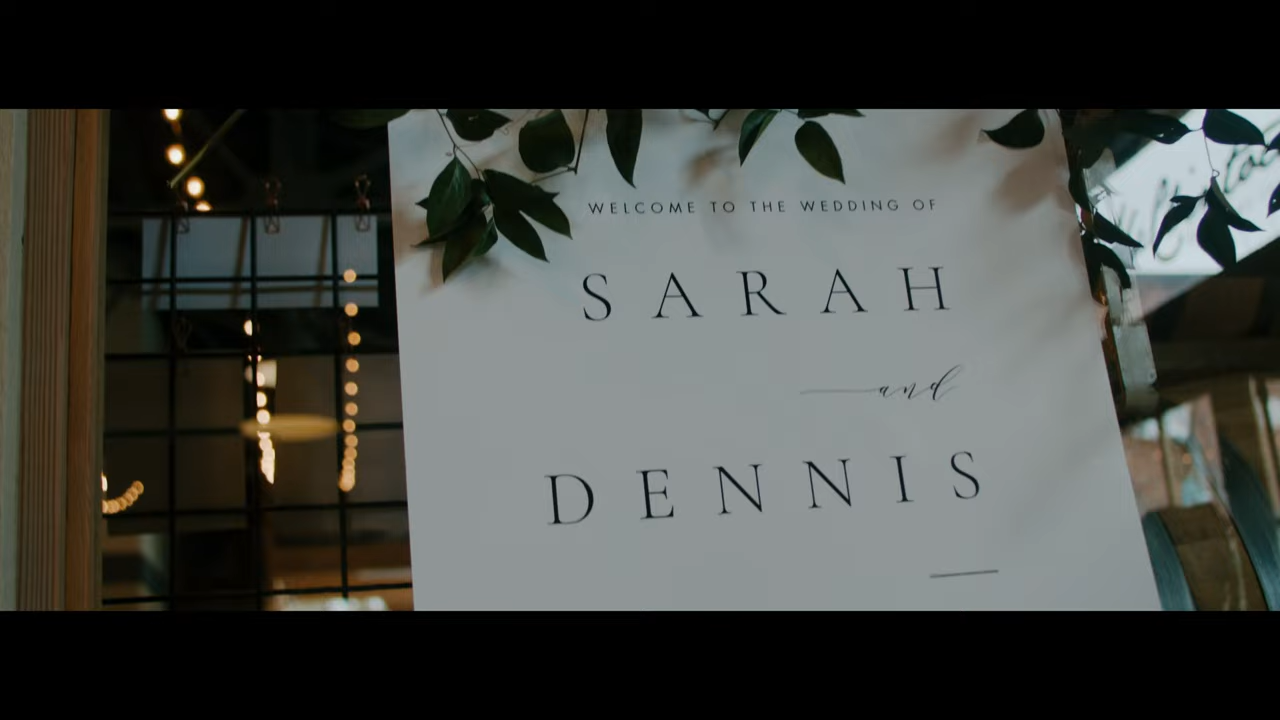 WELCOME TO THE WEDDING OF
SARAH
and
DENNIS